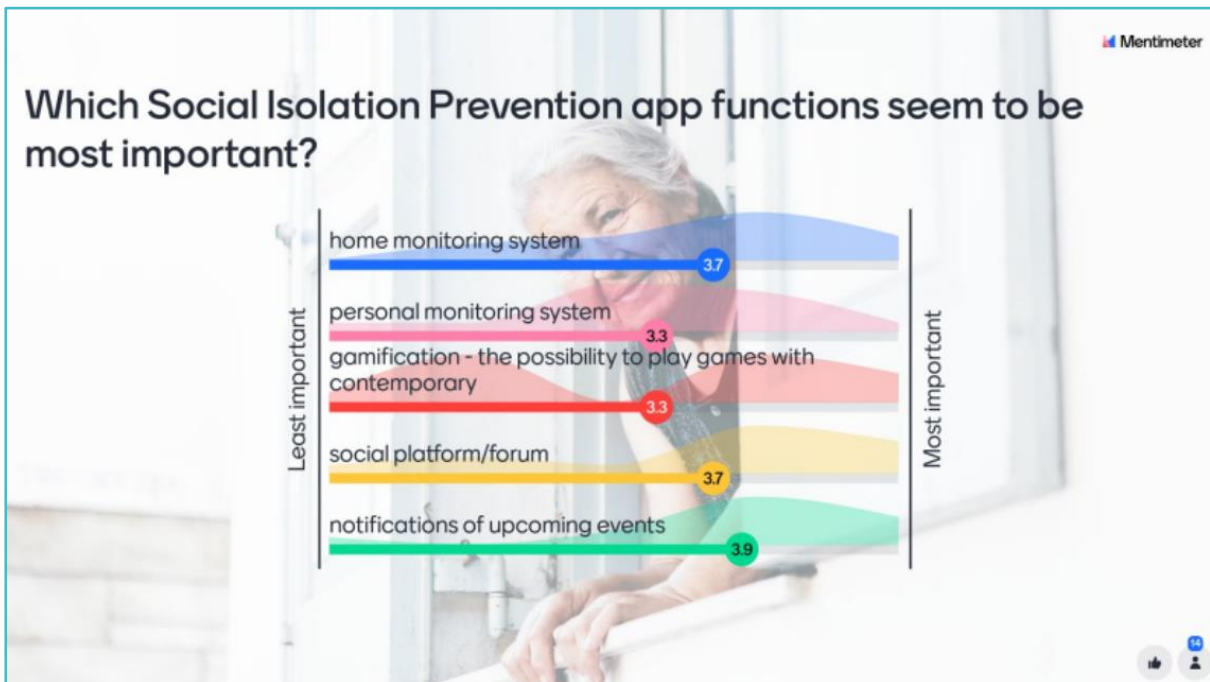 Mentimeter
Which Social Isolation Prevention app functions seem to be
most important?
Least important
home monitoring system
3.7
personal monitoring system
3.3
gamification - the possibility to play games with
contemporary
3.3
social platform/forum
3.7
notifications of upcoming events
3.9
Most important
14